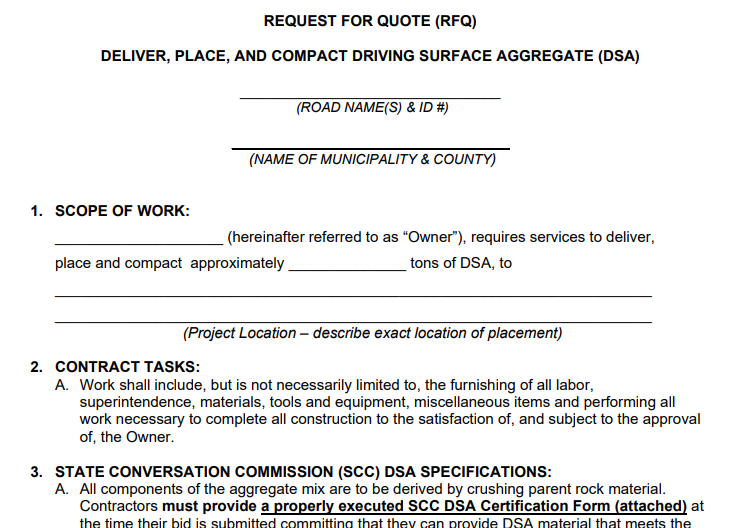 REQUEST FOR QUOTE (RFQ)
DELIVER, PLACE, AND COMPACT DRIVING SURFACE AGGREGATE (DSA)
(ROAD NAME(S) & ID #)
(NAME OF MUNICIPALITY & COUNTY)
1. SCOPE OF WORK:
____________________ (hereinafter referred to as “Owner”), requires services to deliver,
place and compact approximately ______________ tons of DSA, to
(Project Location – describe exact location of placement)
2. CONTRACT TASKS:
A. Work shall include, but is not necessarily limited to, the furnishing of all labor,
superintendence, materials, tools and equipment, miscellaneous items and performing all
work necessary to complete all construction to the satisfaction of, and subject to the approval
of, the Owner.
3. STATE CONVERSATION COMMISSION (SCC) DSA SPECIFICATIONS:
A. All components of the aggregate mix are to be derived by crushing parent rock material.
Contractors must provide a properly executed SCC DSA Certification Form (attached) at
the time their bid is submitted committing that they can provide DSA material that meets the